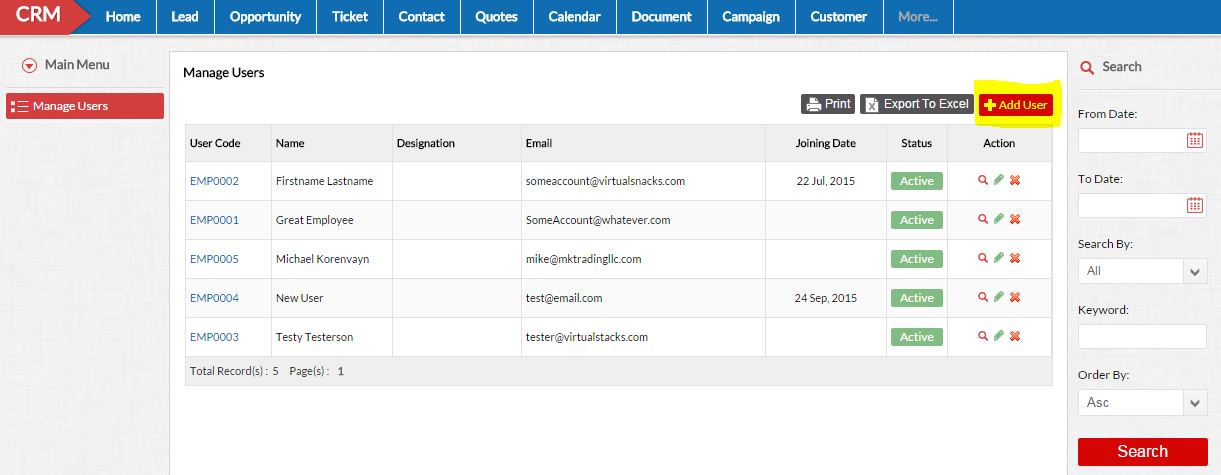 CRM Home Lead Opportunity Ticket Contact Quotes Calendar Document Campaign Customer More...
Main Menu
Manage Users
Manage Users
Print Export To Excel Add User
User Code Name Designation Email Joining Date Status Action
EMP0002 Firstname Lastname someaccount@virtualsnacks.com 22 Jul, 2015 Active
EMP0001 Great Employee SomeAccount@whatever.com Active
EMP0005 Michael Korenvayn mike@mktradingllc.com Active
EMP0004 New User test@email.com 24 Sep, 2015 Active
EMP0003 Testy Testerson tester@virtualstacks.com Active
Total Record(s) : 5 Page(s) : 1
Search
From Date:
To Date:
Search By:
All
Keyword:
Order By:
Asc
Search